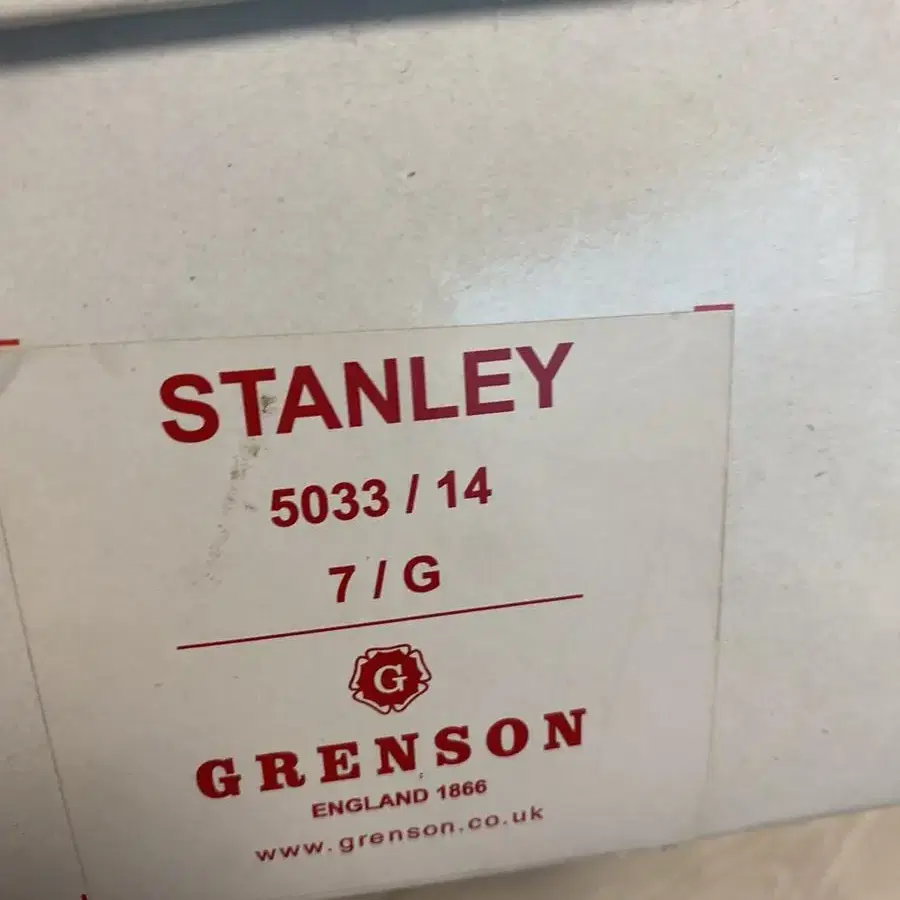 STANLEY
5033 / 14
7 / G
G
GRENSON
ENGLAND 1866
www.grenson.co.uk